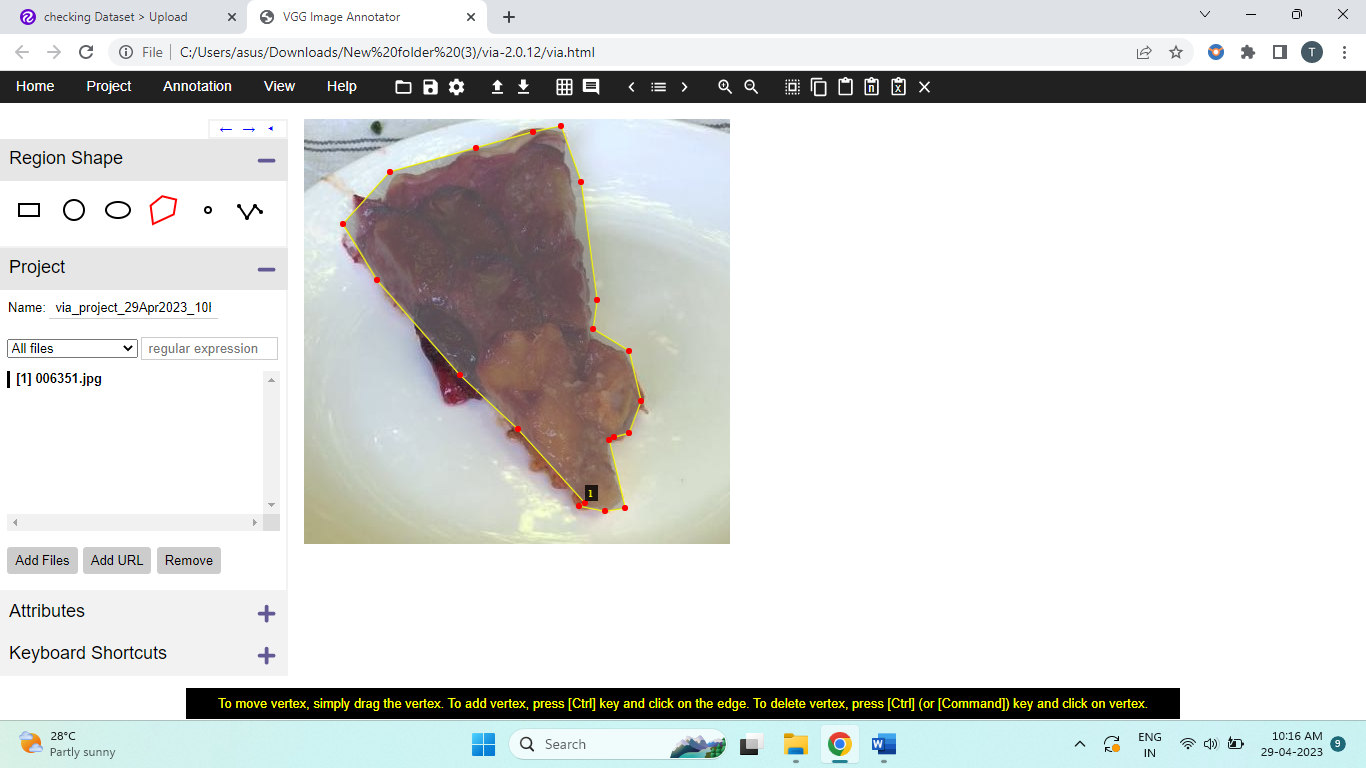 checking Dataset > Upload
VGG Image Annotator
File
C:/Users/asus/Downloads/New%20folder%20(3)/via-2.0.12/via.html
T
Home Project Annotation View Help
n x
Region Shape
Project
Name: via_project_29Apr2023_10
All files
regular expression
[1] 006351.jpg
1
Add Files Add URL Remove
Attributes
Keyboard Shortcuts
To move vertex, simply drag the vertex. To add vertex, press [Ctrl] key and click on the edge. To delete vertex, press [Ctrl] (or [Command]) key and click on vertex.
28°C
Partly sunny
Search
W
ENG
IN
10:16 AM
29-04-2023
9